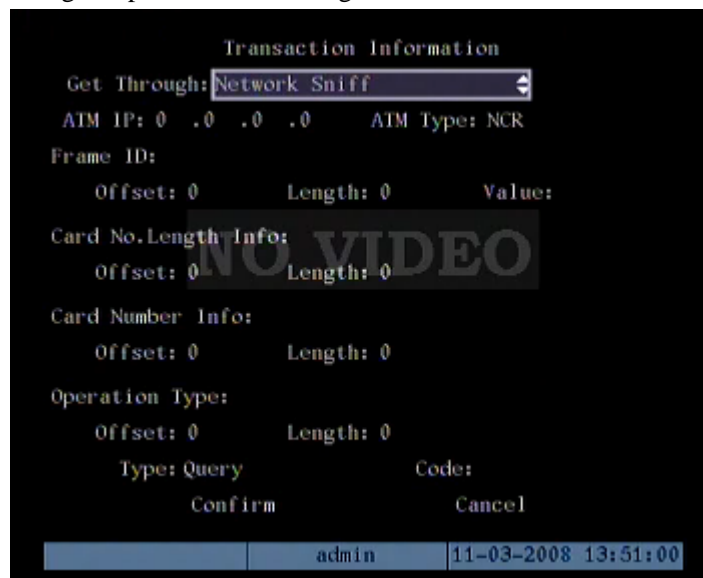 Transaction Information
Get Through: Network Sniff
ATM IP: 0 .0 .0 .0 ATM Type: NCR
Frame ID:
Offset: 0 Length: 0 Value:
Card No.Length Info:
NO VIDEO
Offset: 0 Length: 0
Card Number Info:
Offset: 0 Length: 0
Operation Type:
Offset: 0 Length: 0
Type: Query Code:
Confirm Cancel
admin 11-03-2008 13:51:00